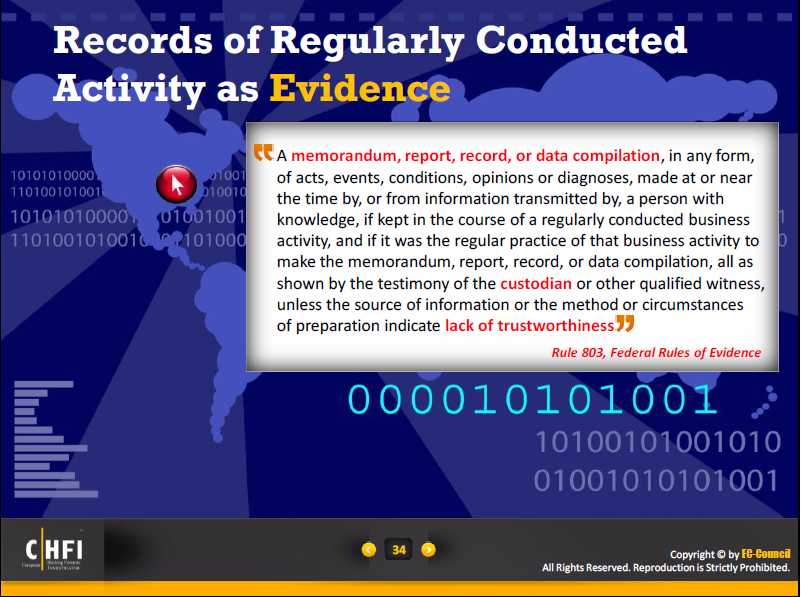 Records of Regularly Conducted
Activity as Evidence
“A memorandum, report, record, or data compilation, in any form,
of acts, events, conditions, opinions or diagnoses, made at or near
the time by, or from information transmitted by, a person with
knowledge, if kept in the course of a regularly conducted business
activity, and if it was the regular practice of that business activity to
make the memorandum, report, record, or data compilation, all as
shown by the testimony of the custodian or other qualified witness,
unless the source of information or the method or circumstances
of preparation indicate lack of trustworthiness”
Rule 803, Federal Rules of Evidence
000010101001
10100101001010
01001010101001
CHFI
Computer Hacking Forensic
INVESTIGATOR
34
Copyright © by EC-Council
All Rights Reserved. Reproduction is Strictly Prohibited.